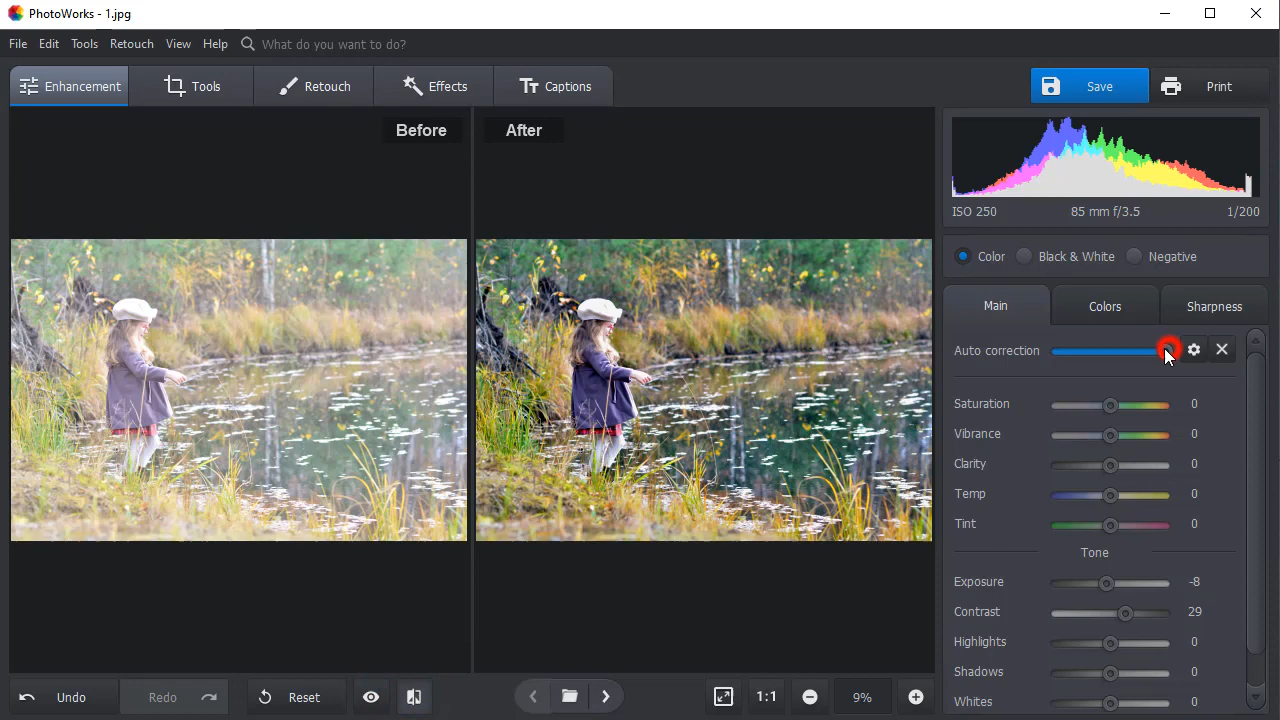 PhotoWorks - 1.jpg
File Edit Tools Retouch View Help What do you want to do?
Enhancement Tools Retouch Effects Captions Save Print
Before After
ISO 250 85 mm f/3.5 1/200
Color Black & White Negative
Main Colors Sharpness
Auto correction
Saturation 0
Vibrance 0
Clarity 0
Temp 0
Tint 0
Tone
Exposure -8
Contrast 29
Highlights 0
Shadows 0
Whites 0
Undo Redo Reset 1:1 9%